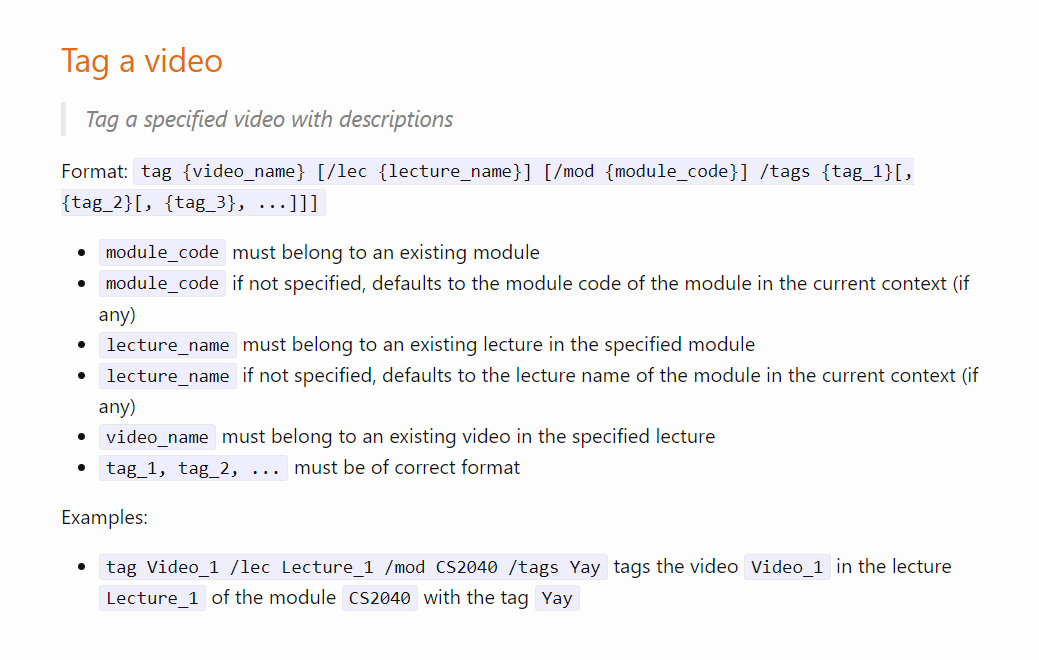 Tag a video
Tag a specified video with descriptions
Format: tag {video_name} [/lec {lecture_name}] [/mod {module_code}] /tags {tag_1}[,
{tag_2}[, {tag_3}, ...]]]
• module_code must belong to an existing module
• module_code if not specified, defaults to the module code of the module in the current context (if
any)
• lecture_name must belong to an existing lecture in the specified module
• lecture_name if not specified, defaults to the lecture name of the module in the current context (if
any)
• video_name must belong to an existing video in the specified lecture
• tag_1, tag_2, ... must be of correct format
Examples:
• tag Video_1 /lec Lecture_1 /mod CS2040 /tags Yay tags the video Video_1 in the lecture
Lecture_1 of the module CS2040 with the tag Yay